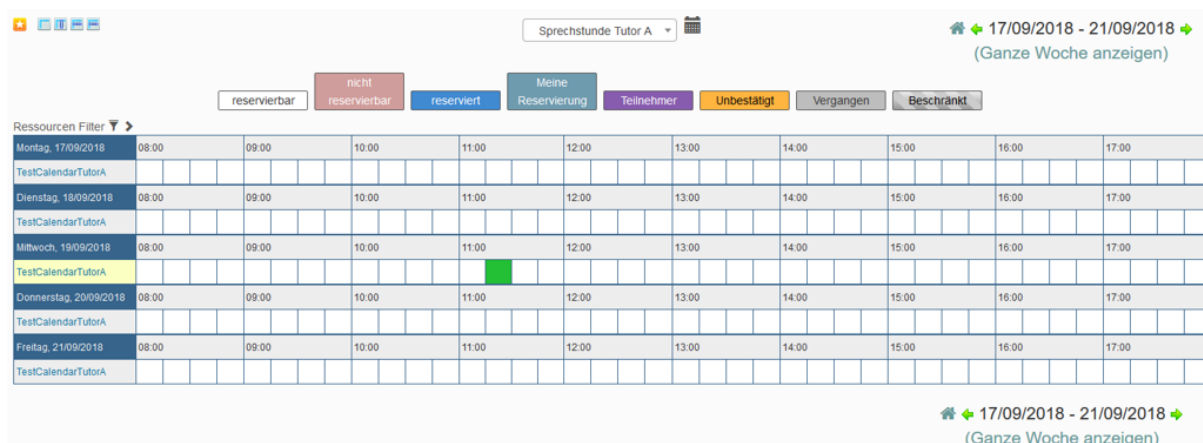 Sprechstunde Tutor A
17/09/2018 - 21/09/2018
(Ganze Woche anzeigen)
reservierbar
nicht
reservierbar
reserviert
Meine
Reservierung
Teilnehmer
Unbestätigt
Vergangen
Beschränkt
Ressourcen Filter
Montag, 17/09/2018 08:00 09:00 10:00 11:00 12:00 13:00 14:00 15:00 16:00 17:00
TestCalendarTutorA
Dienstag, 18/09/2018 08:00 09:00 10:00 11:00 12:00 13:00 14:00 15:00 16:00 17:00
TestCalendarTutorA
Mittwoch, 19/09/2018 08:00 09:00 10:00 11:00 12:00 13:00 14:00 15:00 16:00 17:00
TestCalendarTutorA
Donnerstag, 20/09/2018 08:00 09:00 10:00 11:00 12:00 13:00 14:00 15:00 16:00 17:00
TestCalendarTutorA
Freitag, 21/09/2018 08:00 09:00 10:00 11:00 12:00 13:00 14:00 15:00 16:00 17:00
TestCalendarTutorA
17/09/2018 - 21/09/2018
(Ganze Woche anzeigen)